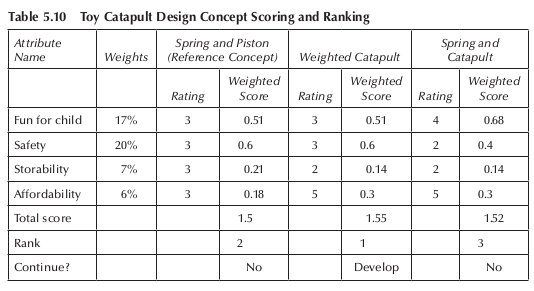 Table 5.10 Toy Catapult Design Concept Scoring and Ranking
Attribute Name Weights Spring and Piston (Reference Concept) Weighted Catapult Spring and Catapult
Rating Weighted Score Rating Weighted Score Rating Weighted Score
Fun for child 17% 3 0.51 3 0.51 4 0.68
Safety 20% 3 0.6 3 0.6 2 0.4
Storability 7% 3 0.21 2 0.14 2 0.14
Affordability 6% 3 0.18 5 0.3 5 0.3
Total score 1.5 1.55 1.52
Rank 2 1 3
Continue? No Develop No